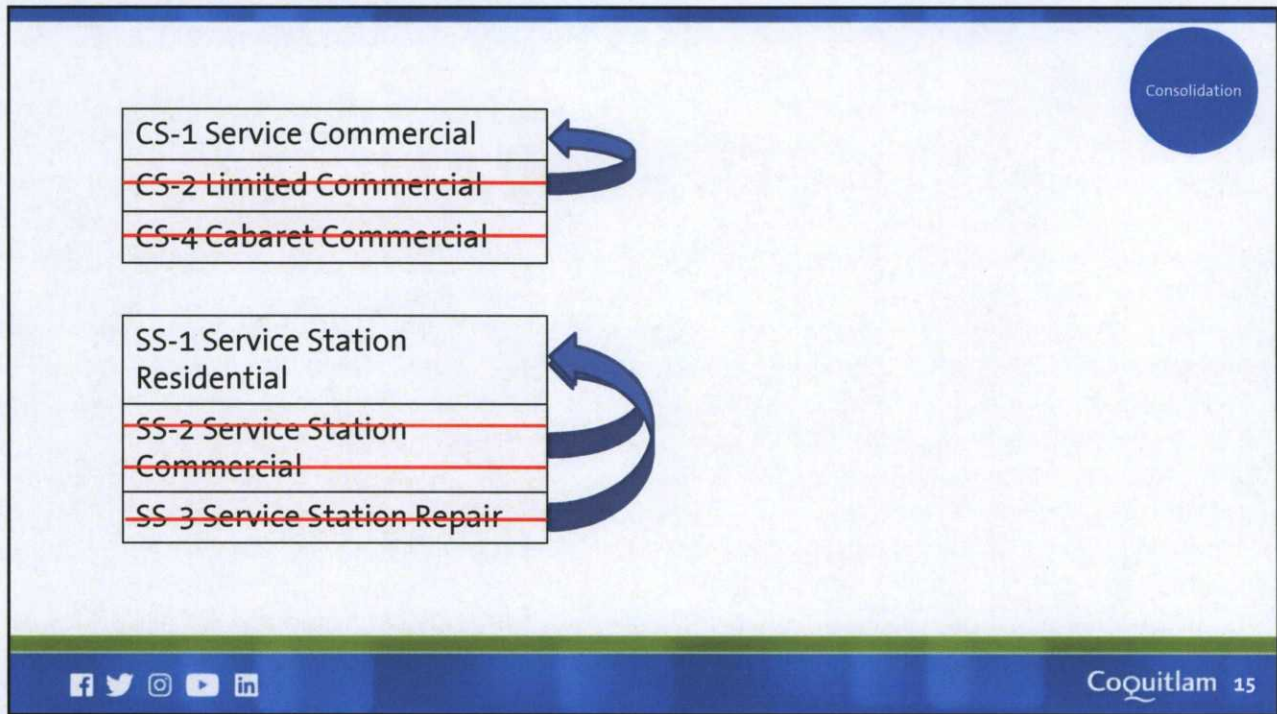 Consolidation
CS-1 Service Commercial
CS-2 Limited Commercial
CS-4 Cabaret Commercial
SS-1 Service Station
Residential
SS-2 Service Station
Commercial
SS-3 Service Station Repair
Coquitlam 15